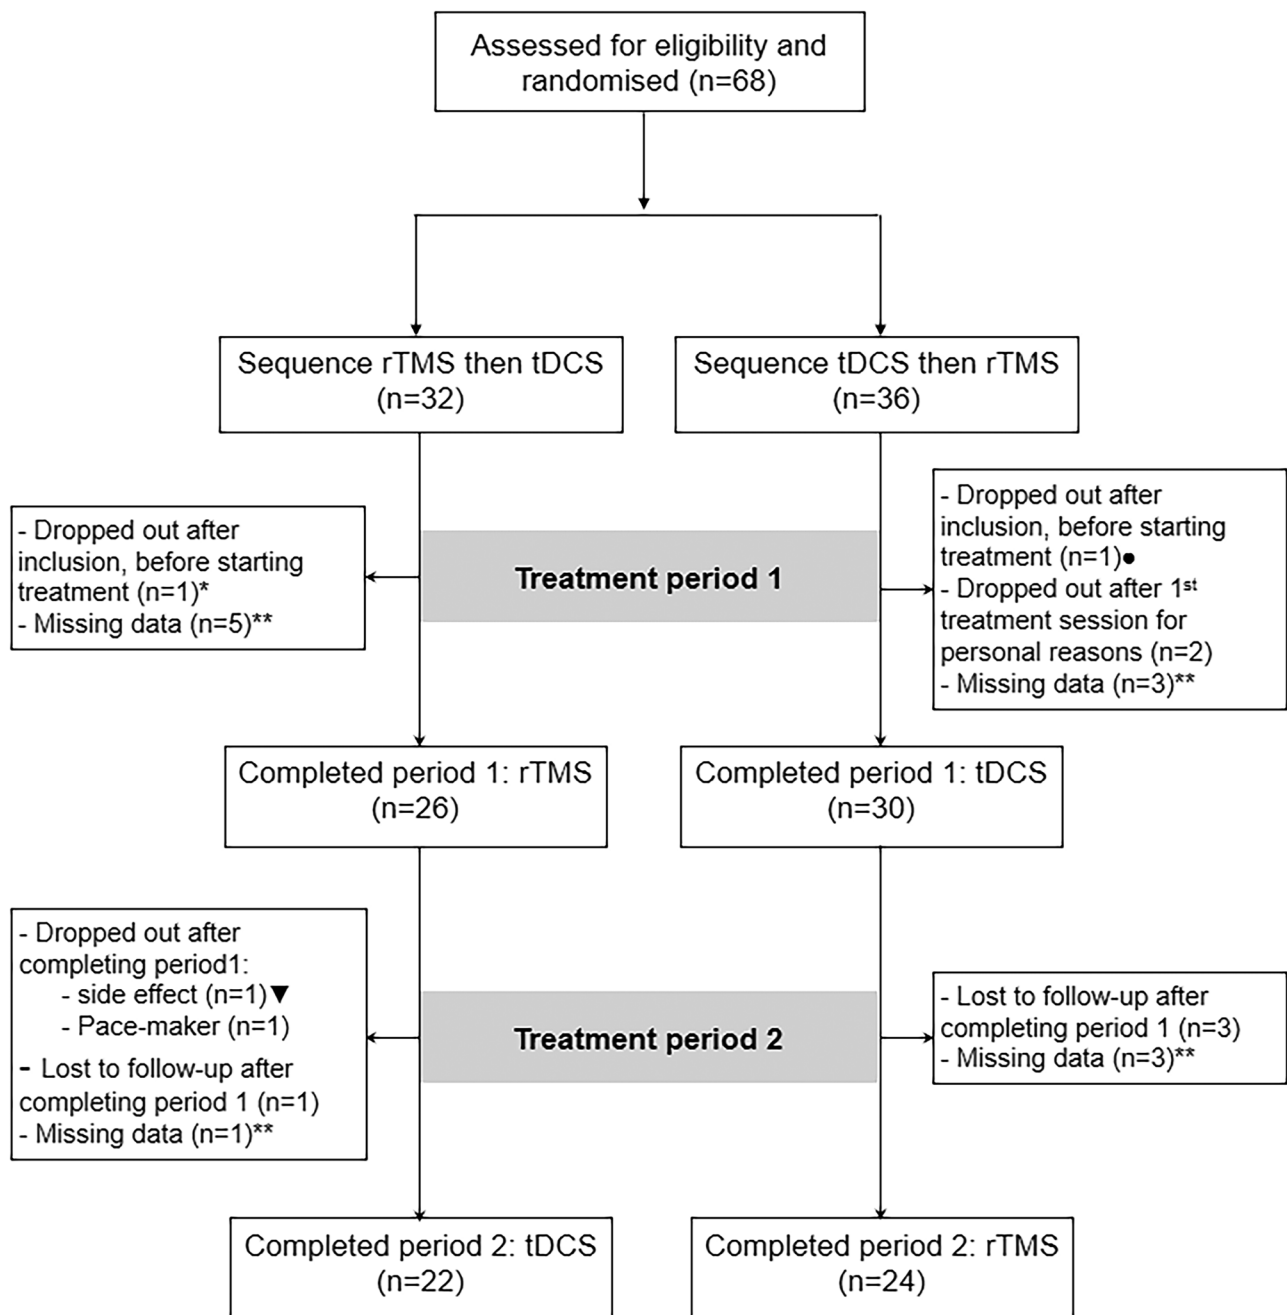 Assessed for eligibility and
randomised (n=68)
Sequence rTMS then tDCS
(n=32)
Sequence tDCS then rTMS
(n=36)
- Dropped out after
inclusion, before starting
treatment (n=1)*
- Missing data (n=5)**
Treatment period 1
- Dropped out after
inclusion, before starting
treatment (n=1)●
- Dropped out after 1st
treatment session for
personal reasons (n=2)
- Missing data (n=3)**
Completed period 1: rTMS
(n=26)
Completed period 1: tDCS
(n=30)
- Dropped out after
completing period1:
- side effect (n=1)▼
- Pace-maker (n=1)
- Lost to follow-up after
completing period 1 (n=1)
- Missing data (n=1)**
Treatment period 2
- Lost to follow-up after
completing period 1 (n=3)
- Missing data (n=3)**
Completed period 2: tDCS
(n=22)
Completed period 2: rTMS
(n=24)